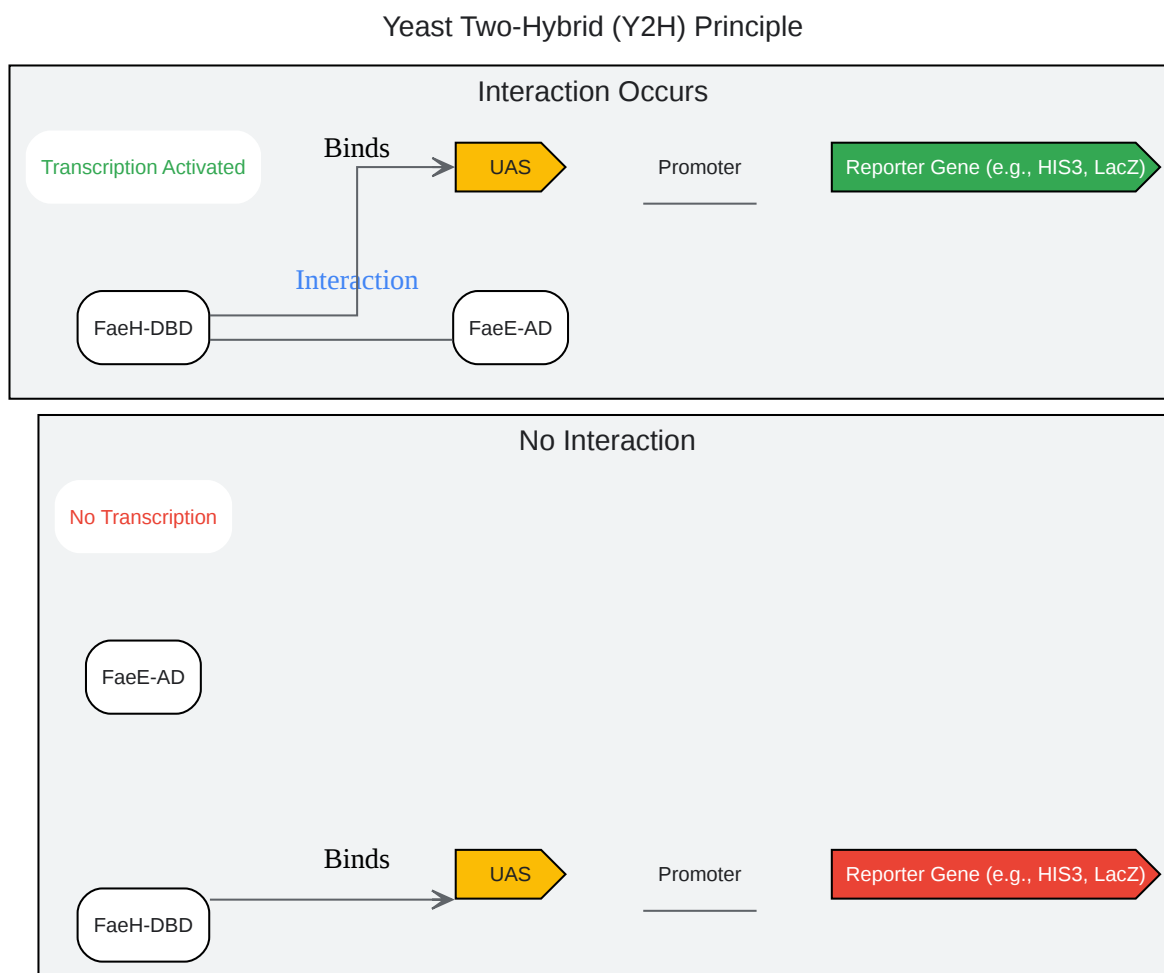 Yeast Two-Hybrid (Y2H) Principle
Interaction Occurs
Binds
Transcription Activated
UAS
Promoter
Reporter Gene (e.g., HIS3, LacZ)
Interaction
FaeH-DBD
FaeE-AD
No Interaction
No Transcription
FaeE-AD
Binds
UAS
Promoter
Reporter Gene (e.g., HIS3, LacZ)
FaeH-DBD